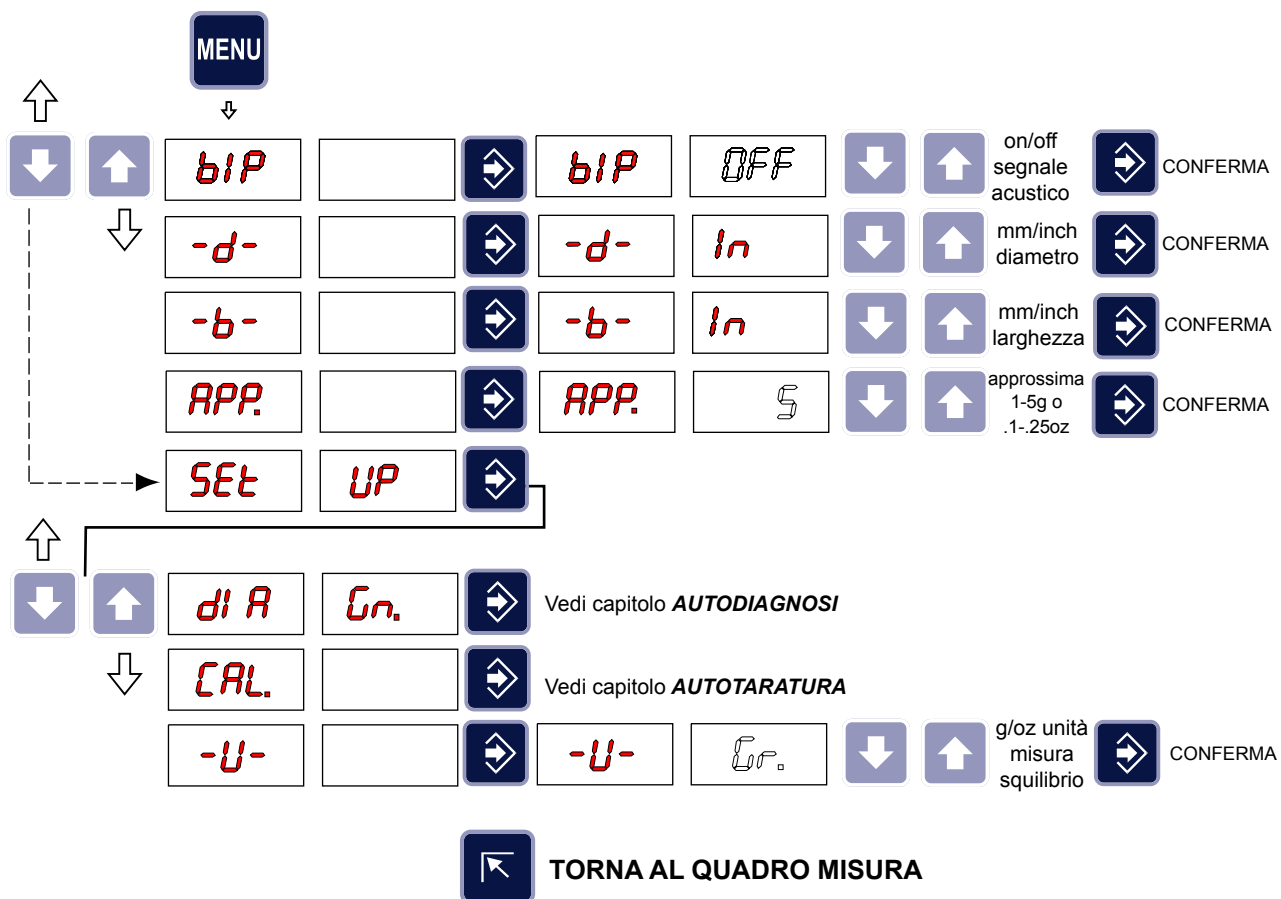 MENU
bIP bIP OFF on/off segnale acustico CONFERMA
-d- -d- In mm/inch diametro CONFERMA
-b- -b- In mm/inch larghezza CONFERMA
APP. APP. 5 approssima 1-5g o .1-.25oz CONFERMA
SEt UP
dI A Gn. Vedi capitolo AUTODIAGNOSI
CAL. Vedi capitolo AUTOTARATURA
-U- -U- Gr. g/oz unità misura squilibrio CONFERMA
TORNA AL QUADRO MISURA